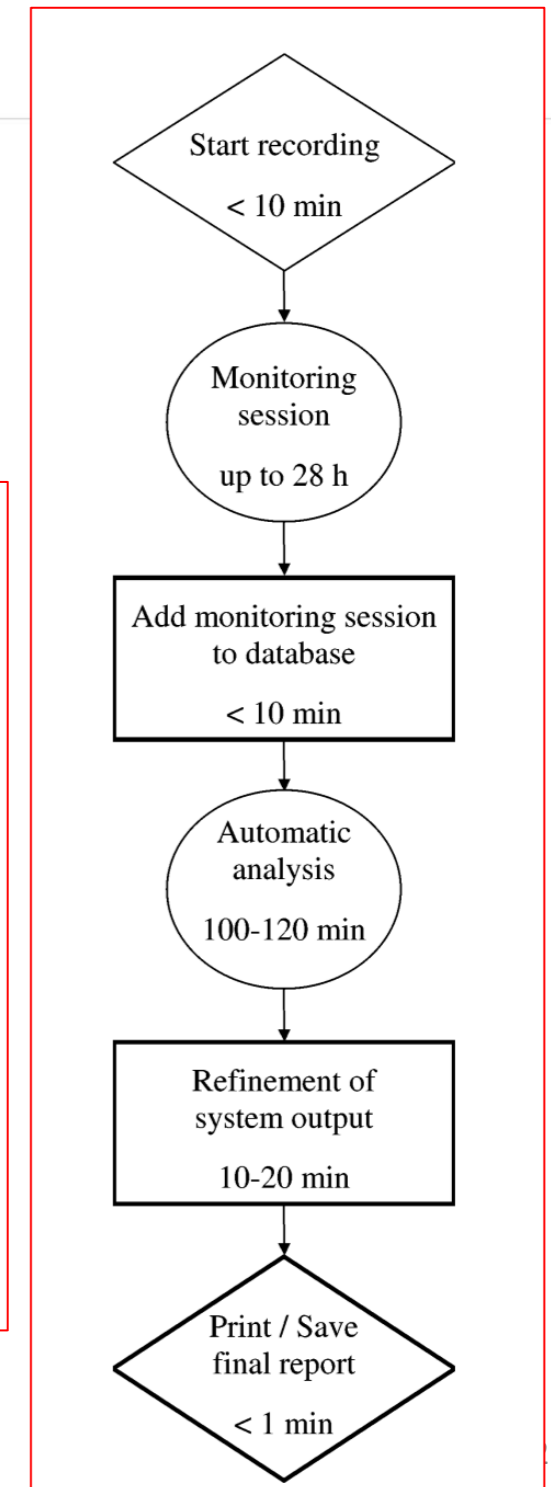 Start recording
< 10 min
Monitoring
session
up to 28 h
Add monitoring session
to database
< 10 min
Automatic
analysis
100-120 min
Refinement of
system output
10-20 min
Print / Save
final report
< 1 min